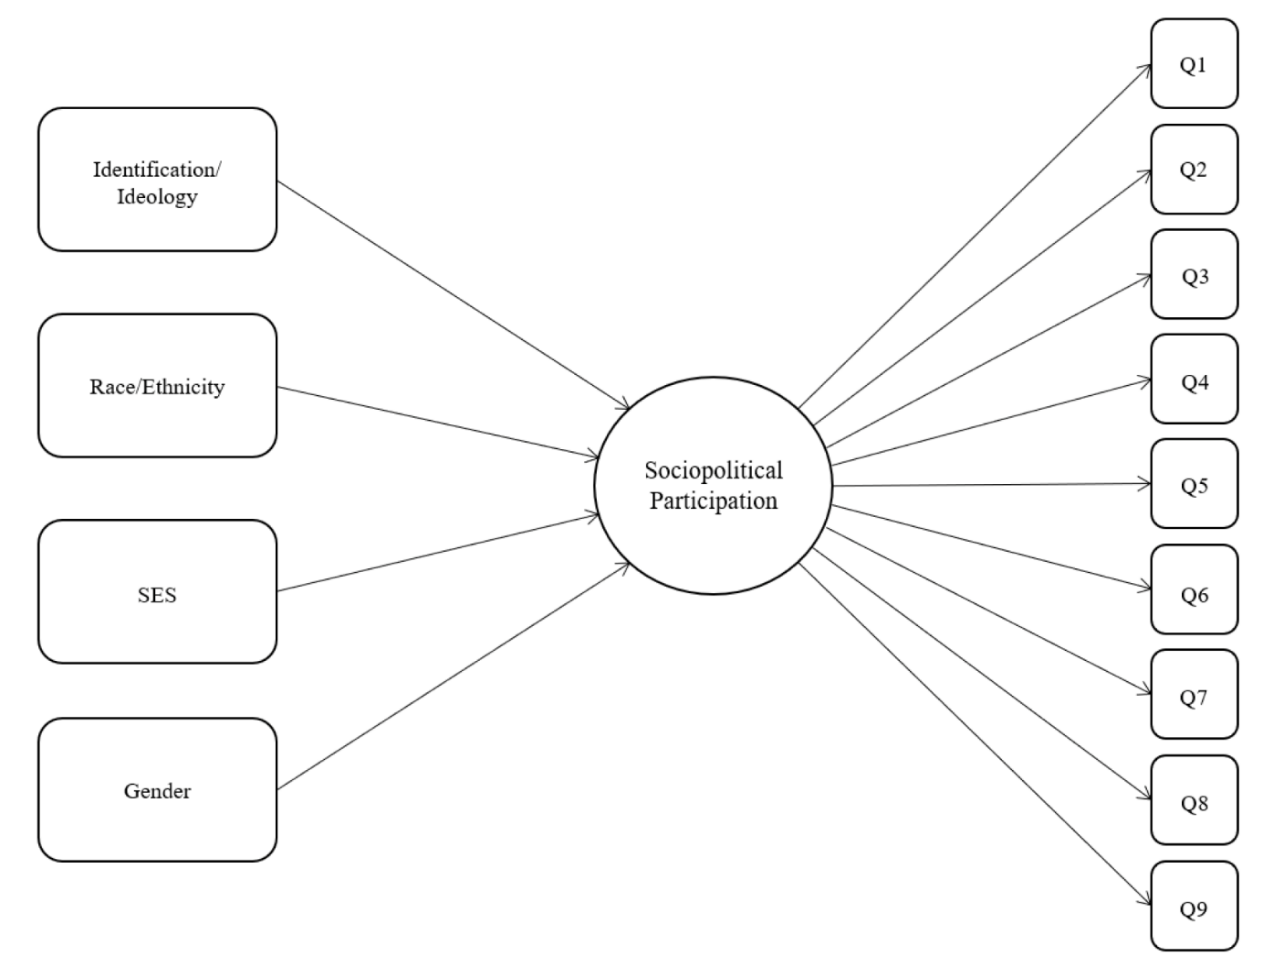 Identification/
Ideology
Race/Ethnicity
SES
Gender
Sociopolitical
Participation
Q1
Q2
Q3
Q4
Q5
Q6
Q7
Q8
Q9